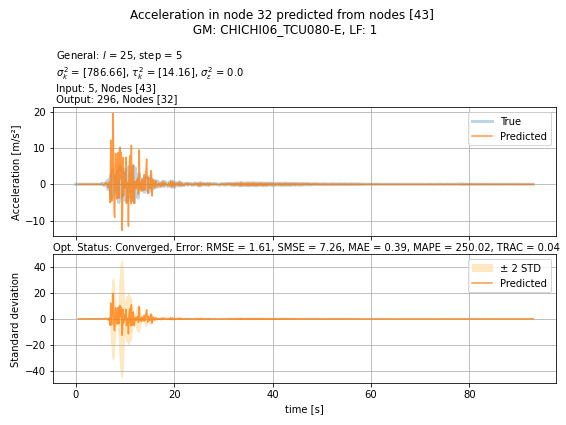 Acceleration in node 32 predicted from nodes [43]
GM: CHICHI06_TCU080-E, LF: 1
General: l = 25, step = 5
σ_k^2 = [786.66], τ_k^2 = [14.16], σ_ε^2 = 0.0
Input: 5, Nodes [43]
Output: 296, Nodes [32]
Acceleration [m/s²]
20
10
0
−10
True
Predicted
Opt. Status: Converged, Error: RMSE = 1.61, SMSE = 7.26, MAE = 0.39, MAPE = 250.02, TRAC = 0.04
Standard deviation
40
20
0
−20
−40
± 2 STD
Predicted
0 20 40 60 80
time [s]